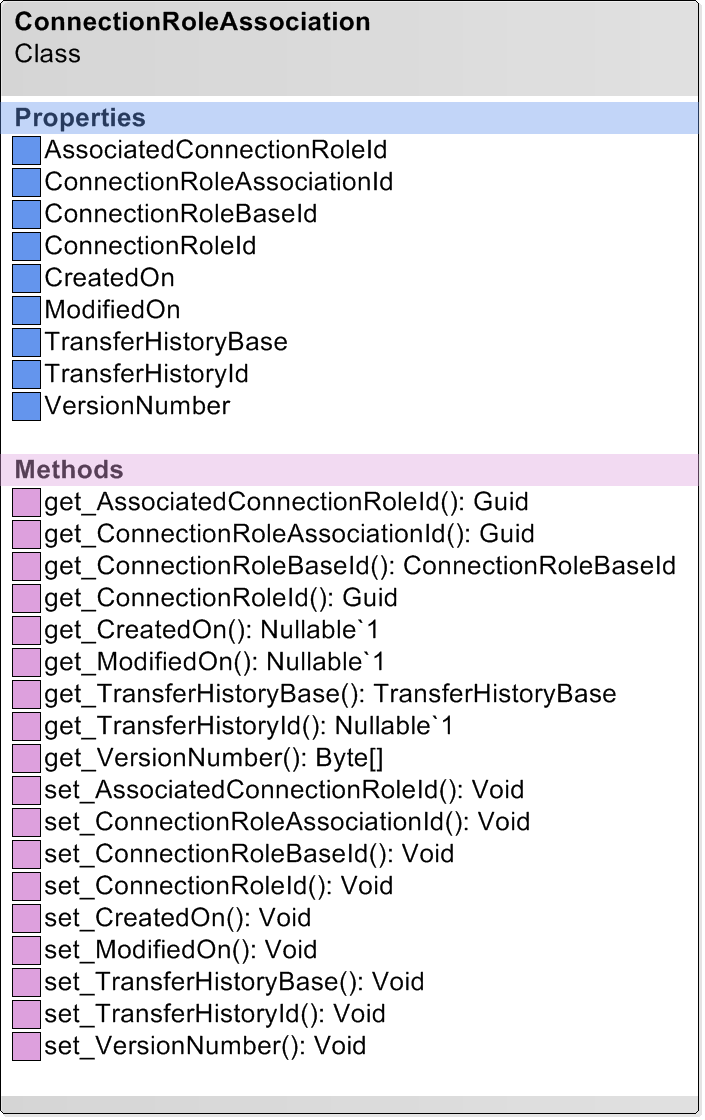 ConnectionRoleAssociation
Class
Properties
AssociatedConnectionRoleId
ConnectionRoleAssociationId
ConnectionRoleBaseId
ConnectionRoleId
CreatedOn
ModifiedOn
TransferHistoryBase
TransferHistoryId
VersionNumber
Methods
get_AssociatedConnectionRoleId(): Guid
get_ConnectionRoleAssociationId(): Guid
get_ConnectionRoleBaseId(): ConnectionRoleBaseId
get_ConnectionRoleId(): Guid
get_CreatedOn(): Nullable`1
get_ModifiedOn(): Nullable`1
get_TransferHistoryBase(): TransferHistoryBase
get_TransferHistoryId(): Nullable`1
get_VersionNumber(): Byte[]
set_AssociatedConnectionRoleId(): Void
set_ConnectionRoleAssociationId(): Void
set_ConnectionRoleBaseId(): Void
set_ConnectionRoleId(): Void
set_CreatedOn(): Void
set_ModifiedOn(): Void
set_TransferHistoryBase(): Void
set_TransferHistoryId(): Void
set_VersionNumber(): Void